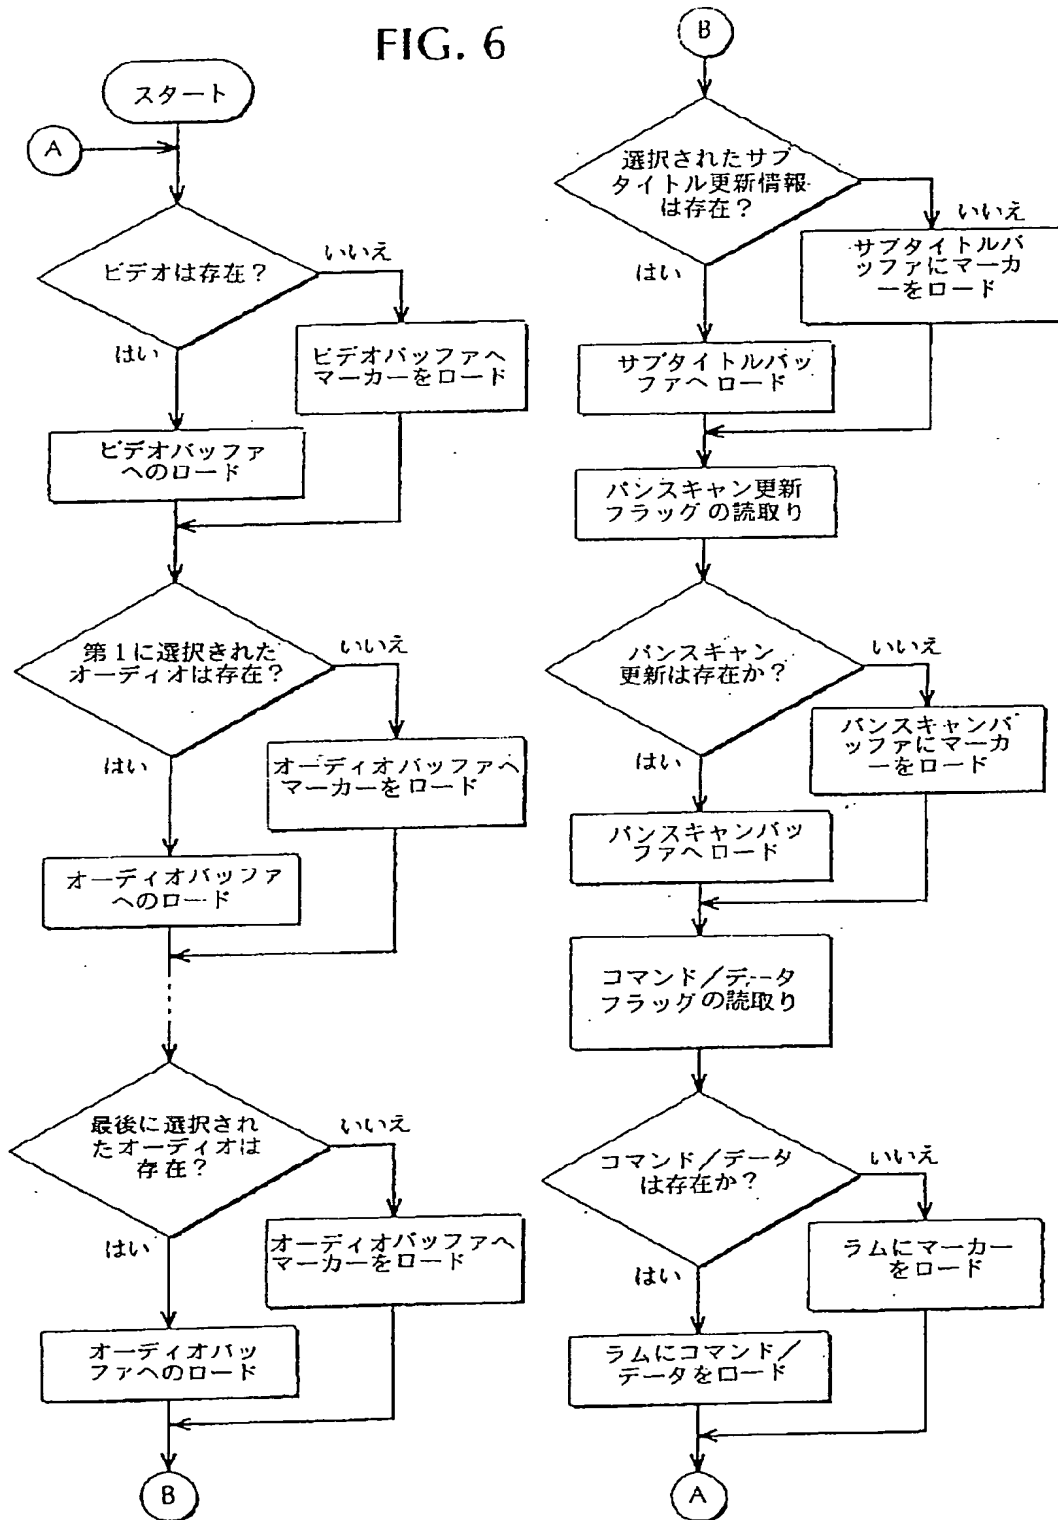 FIG. 6
スタート
A
ビデオは存在？
いいえ
はい
ビデオバッファへ
マーカーをロード
ビデオバッファ
へのロード
第1に選択された
オーディオは存在？
いいえ
はい
オーディオバッファへ
マーカーをロード
オーディオバッファ
へのロード
最後に選択され
たオーディオは
存在？
いいえ
はい
オーディオバッファへ
マーカーをロード
オーディオバッ
ファへのロード
B
B
選択されたサブ
タイトル更新情報
は存在？
いいえ
はい
サブタイトルバ
ッファにマーカ
ーをロード
サブタイトルバッ
ファへロード
パンスキャン更新
フラッグの読取り
パンスキャン
更新は存在か？
いいえ
はい
パンスキャンバ
ッファにマーカ
ーをロード
パンスキャンバッ
ファへロード
コマンド／データ
フラッグの読取り
コマンド／データ
は存在か？
いいえ
はい
ラムにマーカー
をロード
ラムにコマンド／
データをロード
A